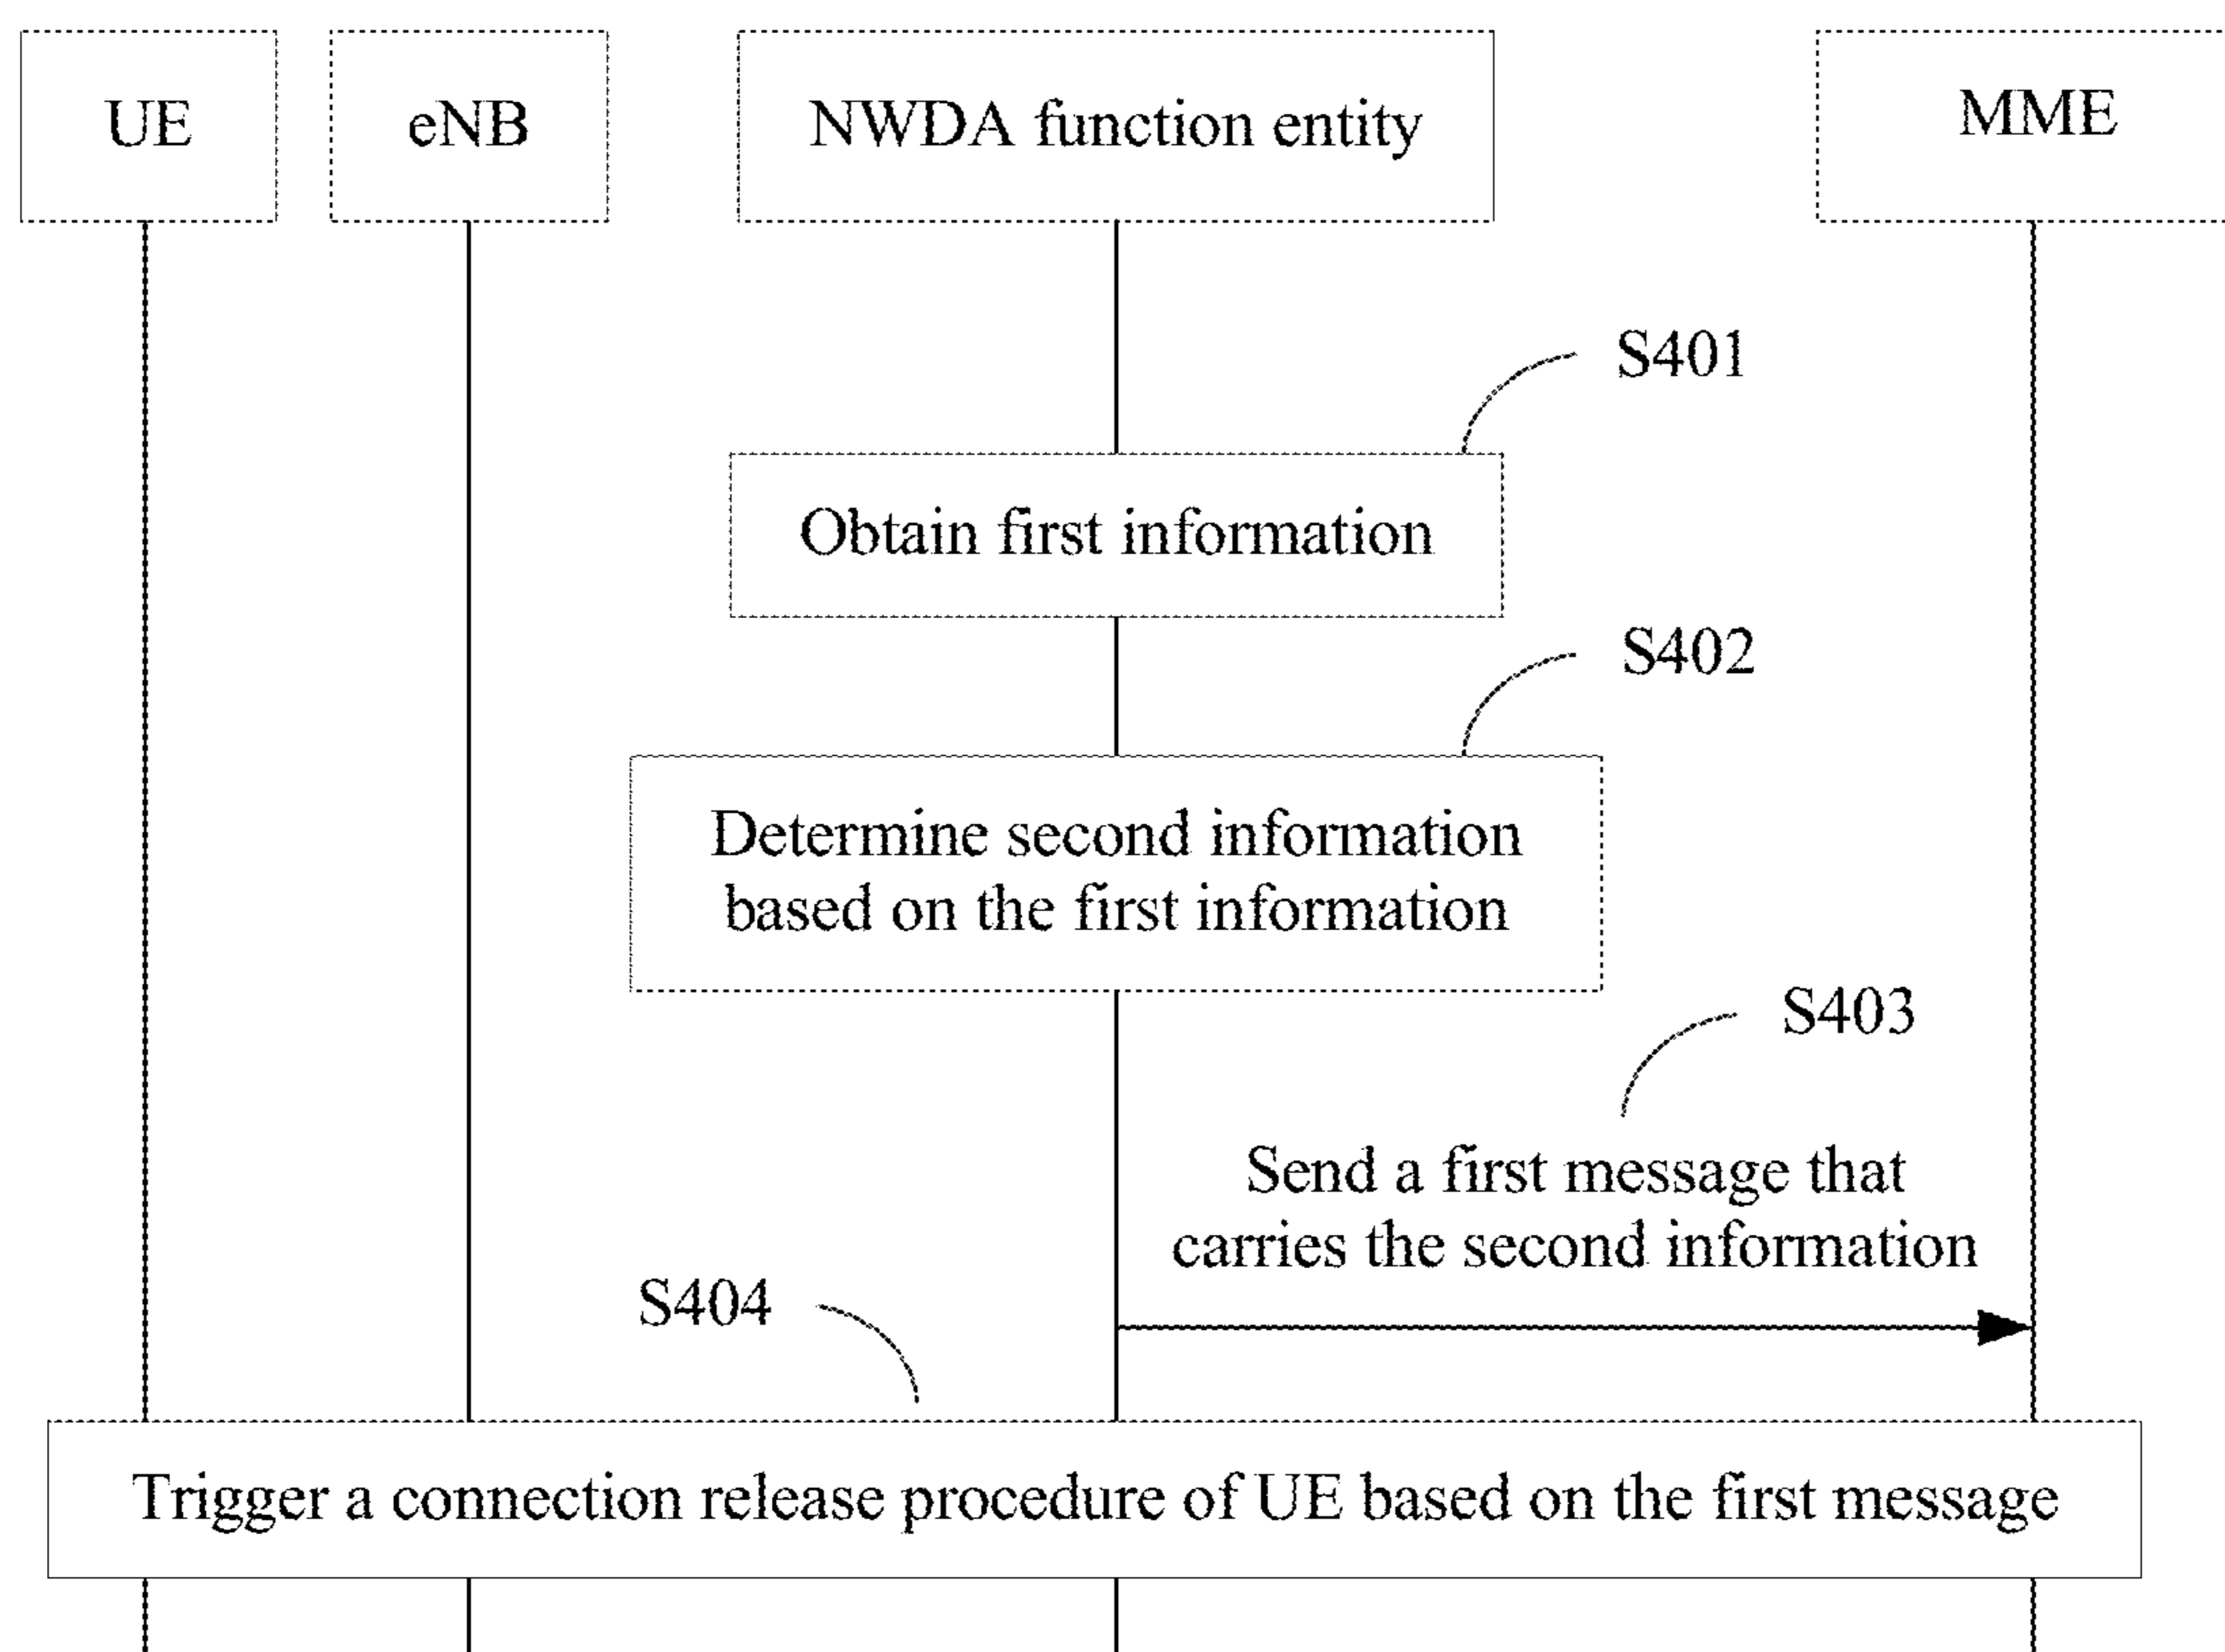 UE
eNB
NWDA function entity
MME
S401
Obtain first information
S402
Determine second information
based on the first information
S403
Send a first message that
carries the second information
S404
Trigger a connection release procedure of UE based on the first message